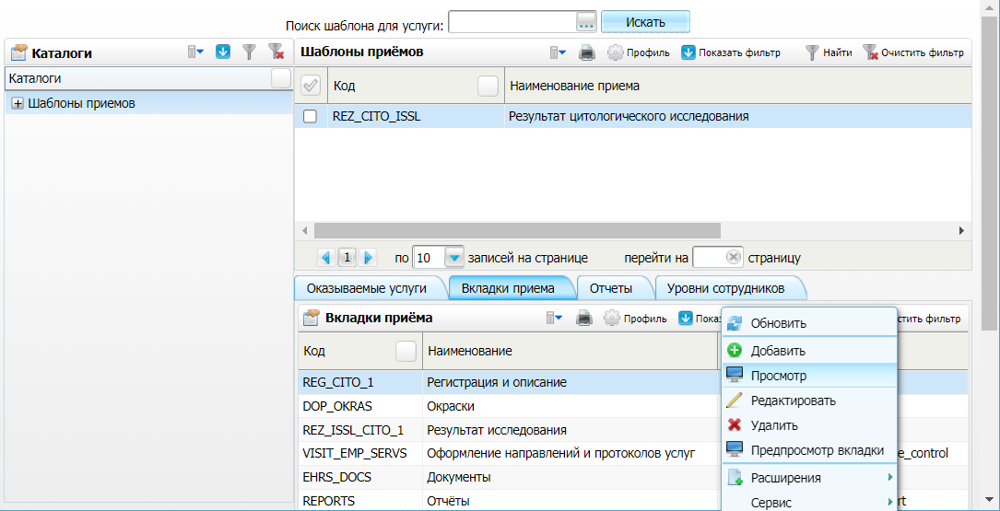 Поиск шаблона для услуги: ... Искать
Каталоги
Каталоги
Шаблоны приемов
Шаблоны приёмов Профиль Показать фильтр Найти Очистить фильтр
Код Наименование приема
REZ_CITO_ISSL Результат цитологического исследования
1 по 10 записей на странице перейти на страницу
Оказываемые услуги Вкладки приема Отчеты Уровни сотрудников
Вкладки приёма Профиль Показ стить фильтр
Код Наименование
REG_CITO_1 Регистрация и описание
DOP_OKRAS Окраски
REZ_ISSL_CITO_1 Результат исследования
VISIT_EMP_SERVS Оформление направлений и протоколов услуг e_control
EHRS_DOCS Документы
REPORTS Отчёты rt
Обновить
Добавить
Просмотр
Редактировать
Удалить
Предпросмотр вкладки
Расширения
Сервис